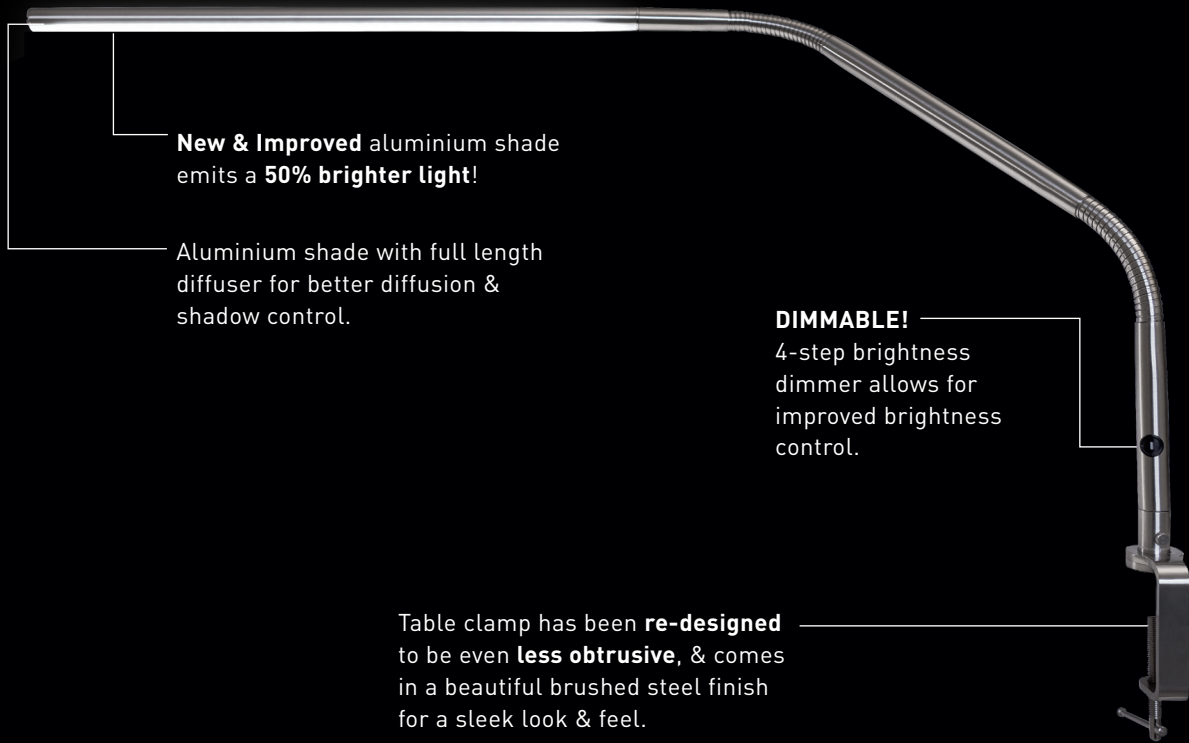 New & Improved aluminium shade
emits a 50% brighter light!
Aluminium shade with full length
diffuser for better diffusion &
shadow control.
DIMMABLE!
4-step brightness
dimmer allows for
improved brightness
control.
Table clamp has been re-designed
to be even less obtrusive, & comes
in a beautiful brushed steel finish
for a sleek look & feel.